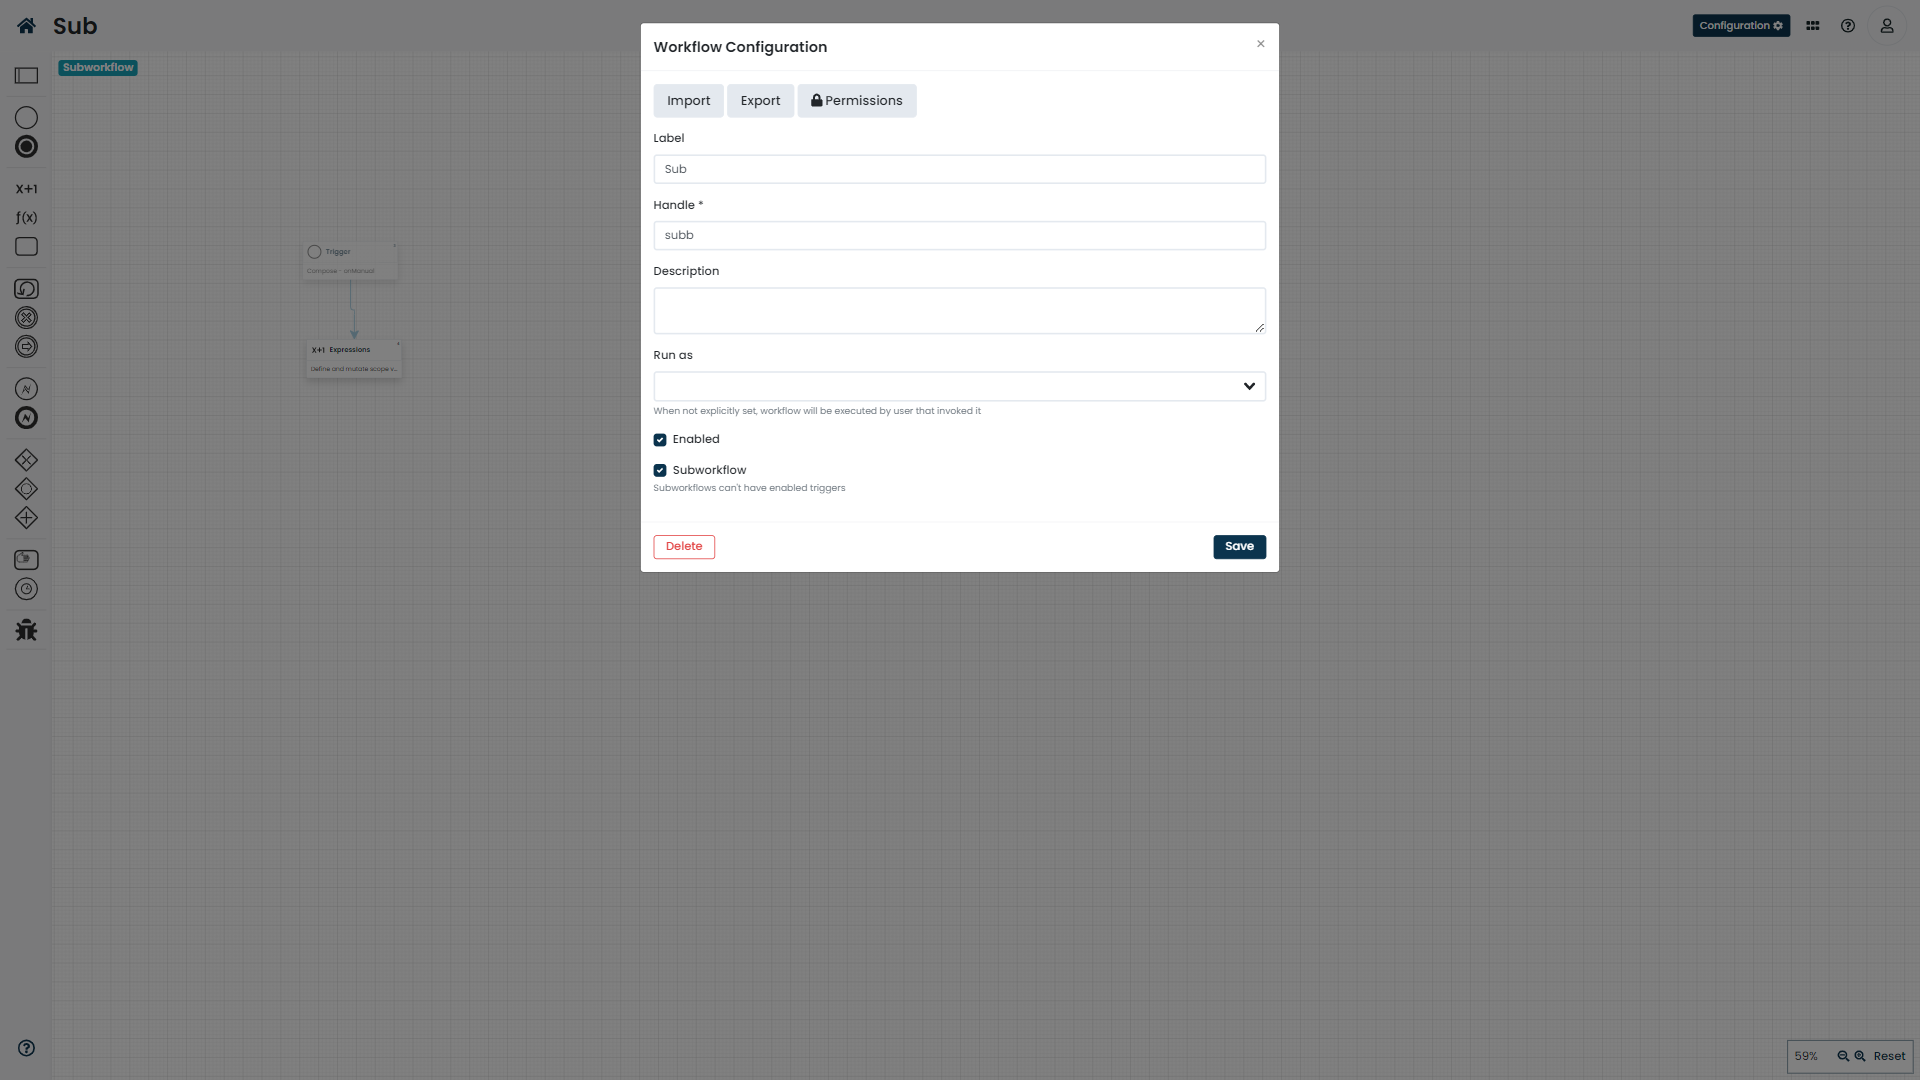 Sub
Configuration
Subworkflow
X+1
f(x)
Trigger
Compose - onManual
X+1 Expressions
Define and mutate scope v...
Workflow Configuration
×
Import
Export
Permissions
Label
Sub
Handle *
subb
Description
Run as
When not explicitly set, workflow will be executed by user that invoked it
Enabled
Subworkflow
Subworkflows can't have enabled triggers
Delete
Save
59%
Reset